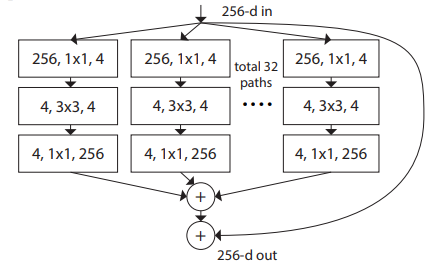 256-d in
256, 1x1, 4
256, 1x1, 4
total 32
paths
....
256, 1x1, 4
4, 3x3, 4
4, 3x3, 4
4, 3x3, 4
4, 1x1, 256
4, 1x1, 256
4, 1x1, 256
+
+
256-d out